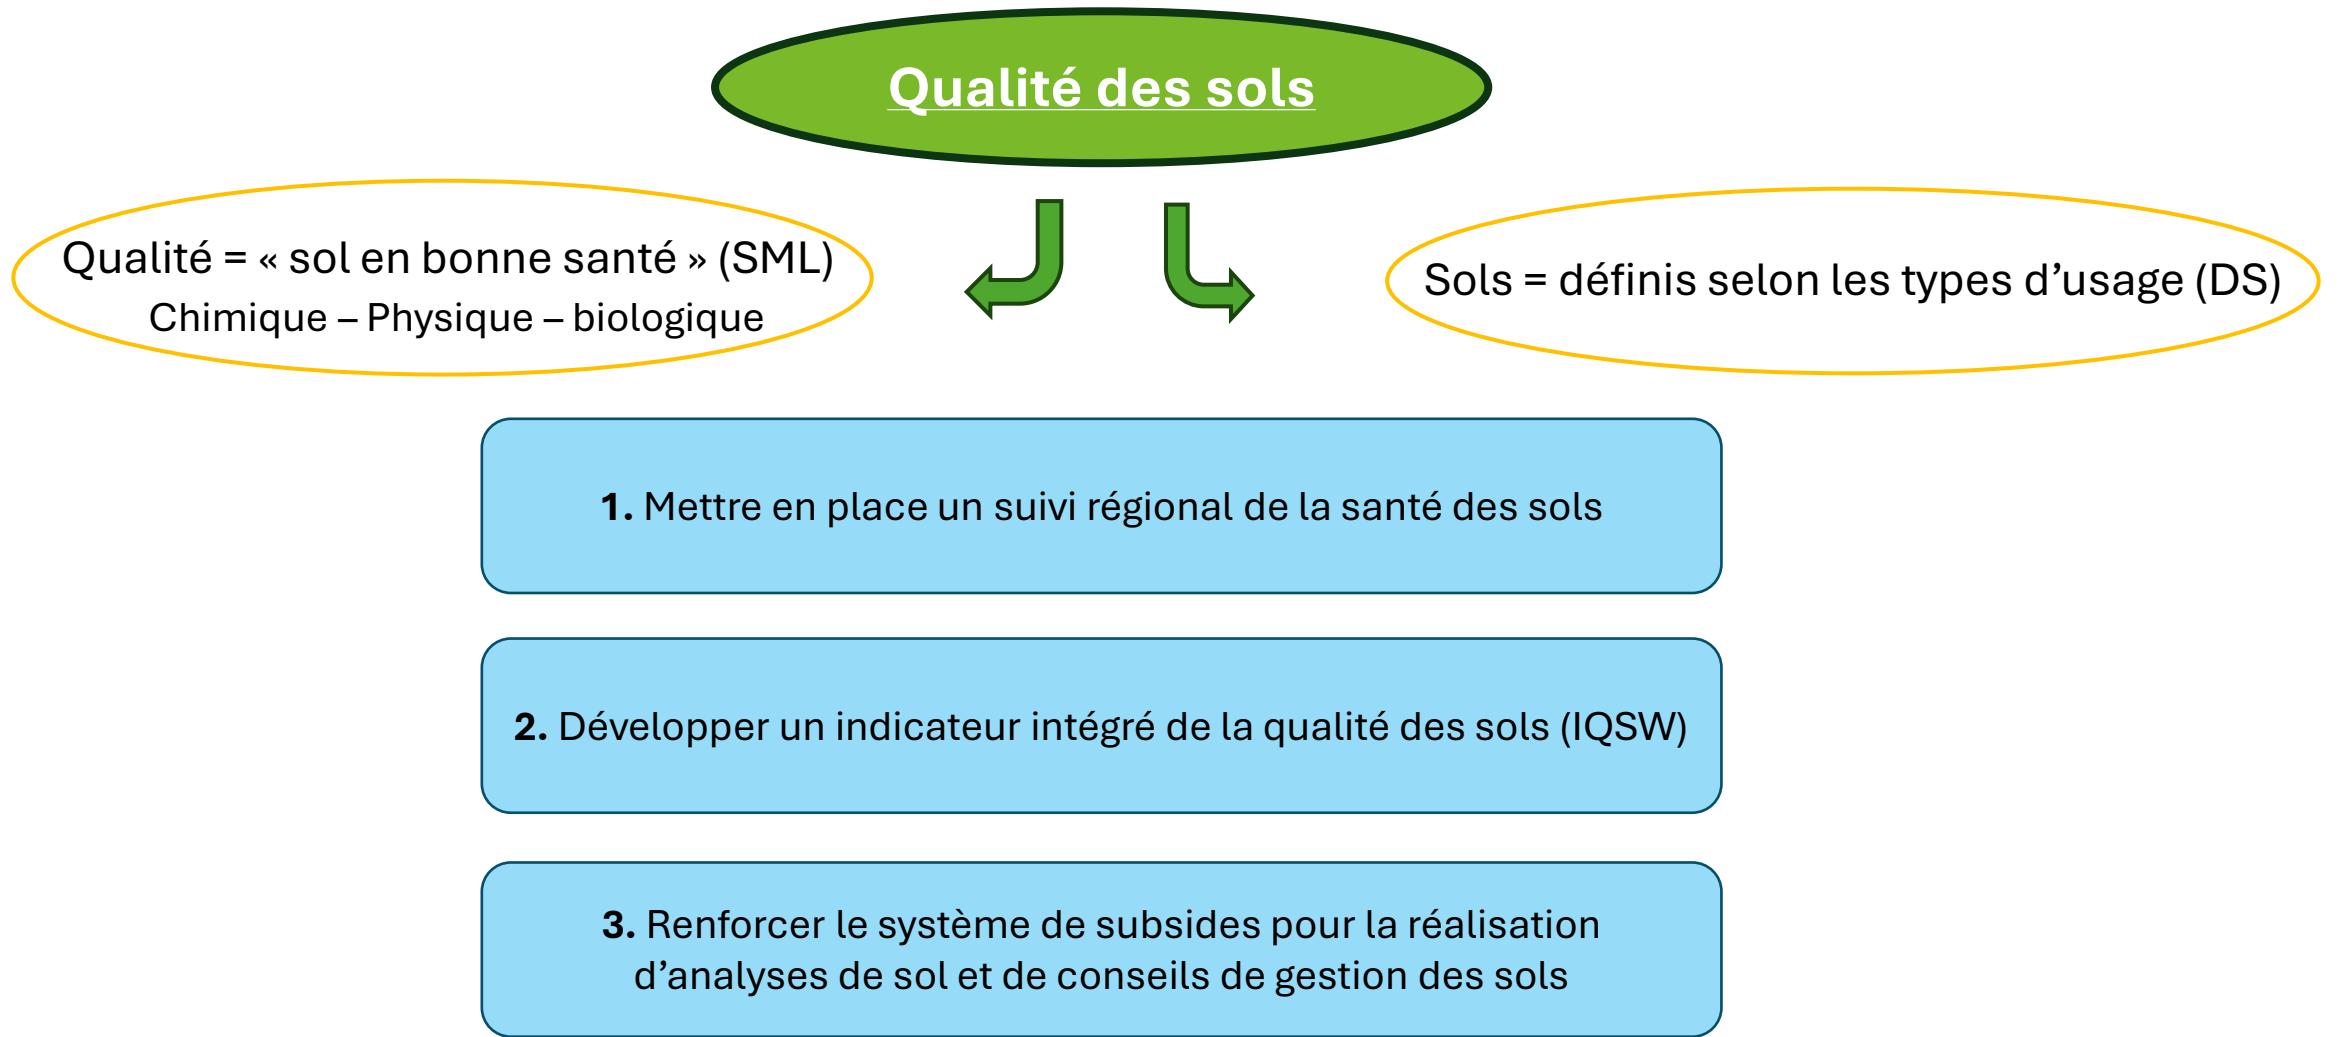 Qualité des sols
Qualité = « sol en bonne santé » (SML)
Chimique – Physique – biologique
Sols = définis selon les types d’usage (DS)
1. Mettre en place un suivi régional de la santé des sols
2. Développer un indicateur intégré de la qualité des sols (IQSW)
3. Renforcer le système de subsides pour la réalisation
d’analyses de sol et de conseils de gestion des sols